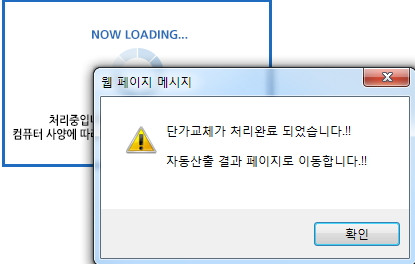 NOW LOADING...
웹 페이지 메시지
처리중입
컴퓨터 사양에 따
단가교체가 처리완료 되었습니다.!!
자동산출 결과 페이지로 이동합니다.!!
확인